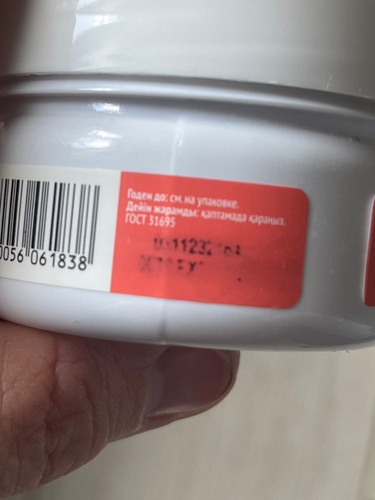 Годен до: см. на упаковке.
Дейін жарамды: қаптамада қараңыз.
ГОСТ 31695
0056 061838